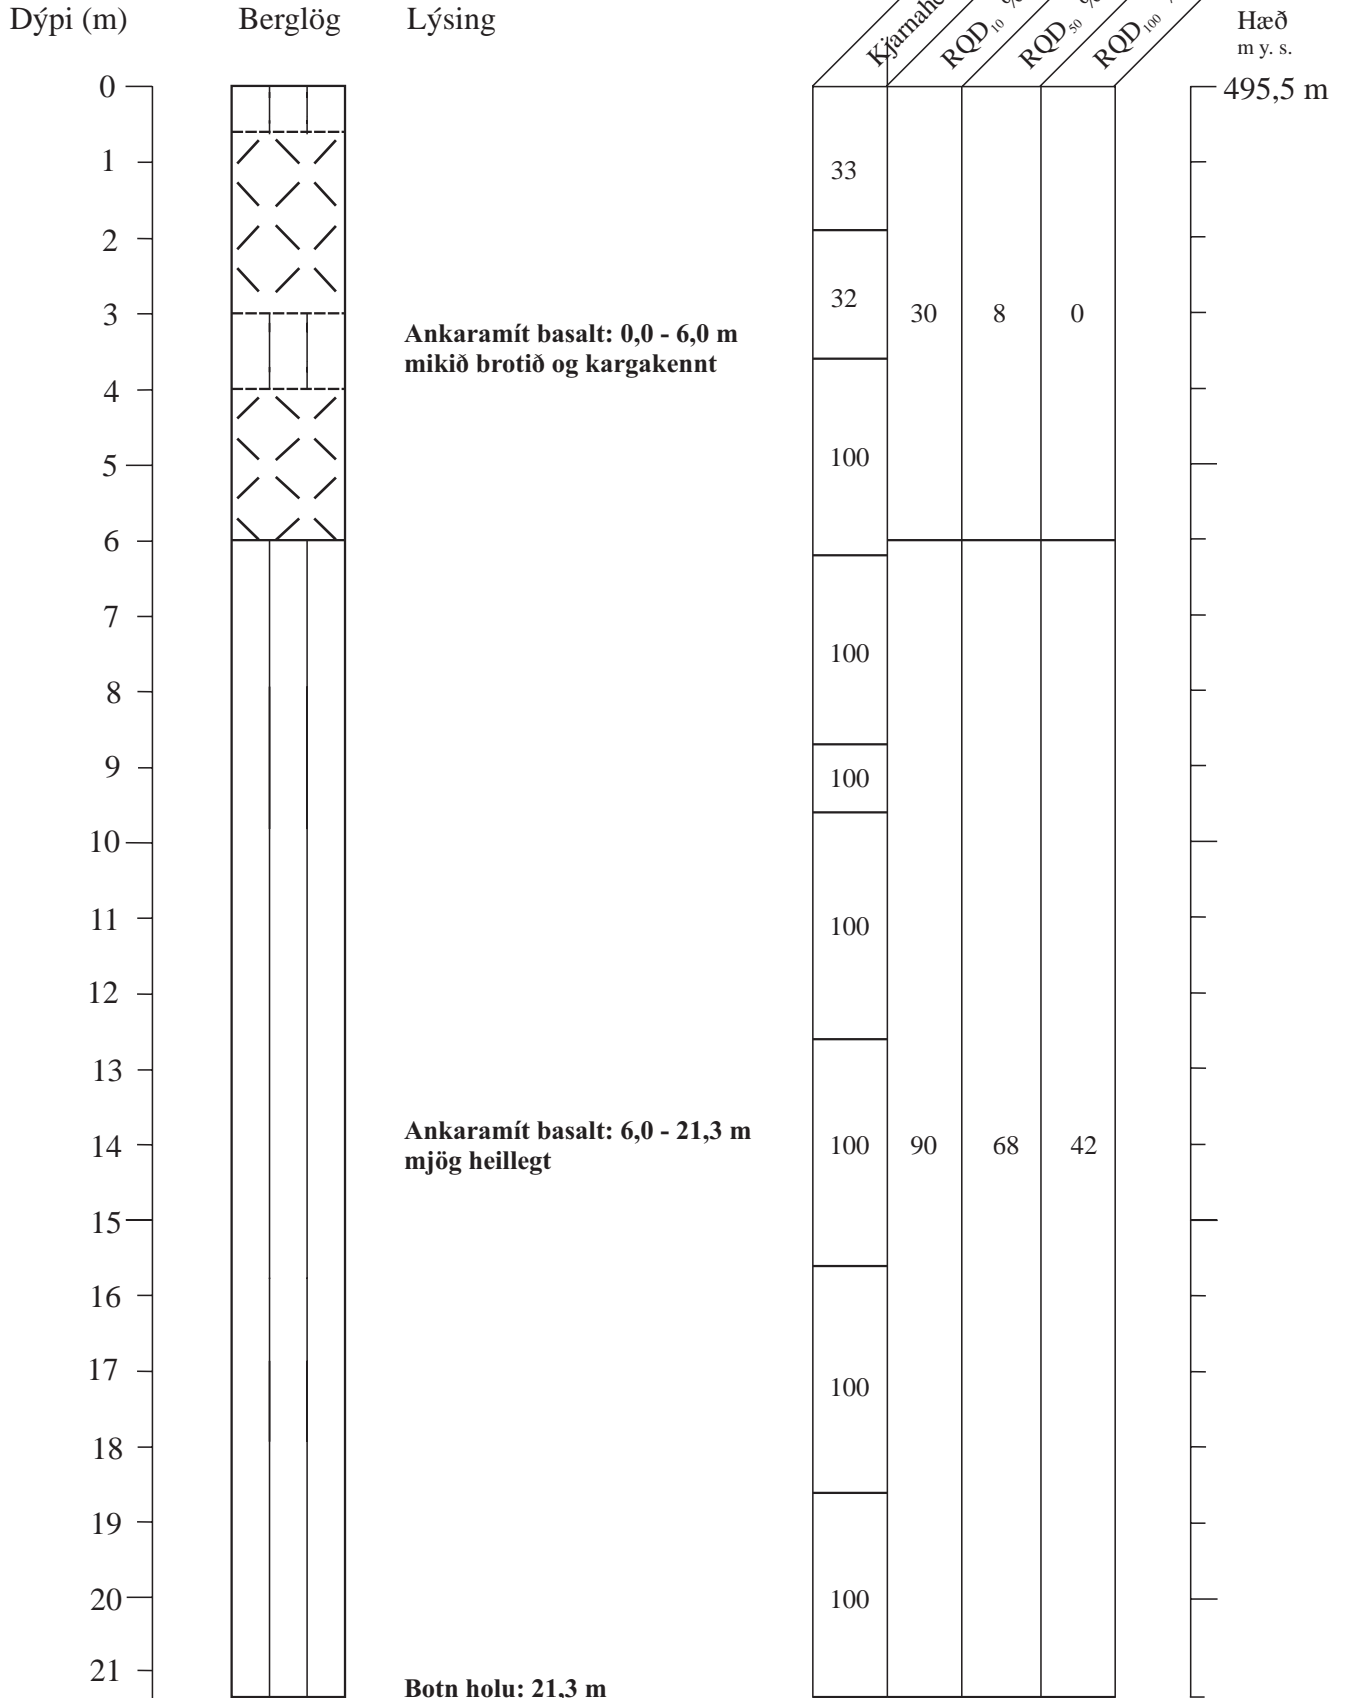 Dýpi (m)
Berglög
Lýsing
RQD₁₀ %
RQD₅₀ %
RQD₁₀₀
Hæð
m y. s.
495,5 m
0
1
2
3
4
5
6
7
8
9
10
11
12
13
14
15
16
17
18
19
20
21
Ankaramít basalt: 0,0 - 6,0 m
mikið brotið og kargakennt
Ankaramít basalt: 6,0 - 21,3 m
mjög heillegt
Botn holu: 21,3 m
33
32
100
100
100
100
100
100
100
30
8
0
90
68
42